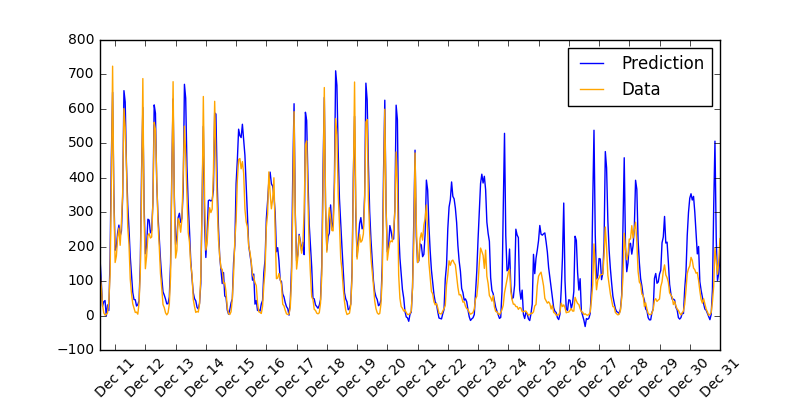 800
700
600
500
400
300
200
100
0
−100
Prediction
Data
Dec 11
Dec 12
Dec 13
Dec 14
Dec 15
Dec 16
Dec 17
Dec 18
Dec 19
Dec 20
Dec 21
Dec 22
Dec 23
Dec 24
Dec 25
Dec 26
Dec 27
Dec 28
Dec 29
Dec 30
Dec 31